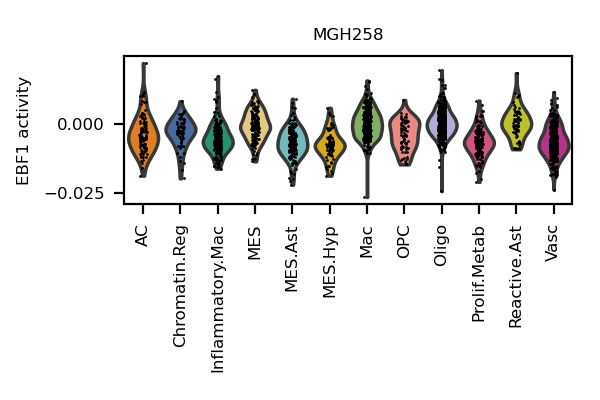 MGH258
EBF1 activity
0.000
−0.025
AC
Chromatin.Reg
Inflammatory.Mac
MES
MES.Ast
MES.Hyp
Mac
OPC
Oligo
Prolif.Metab
Reactive.Ast
Vasc